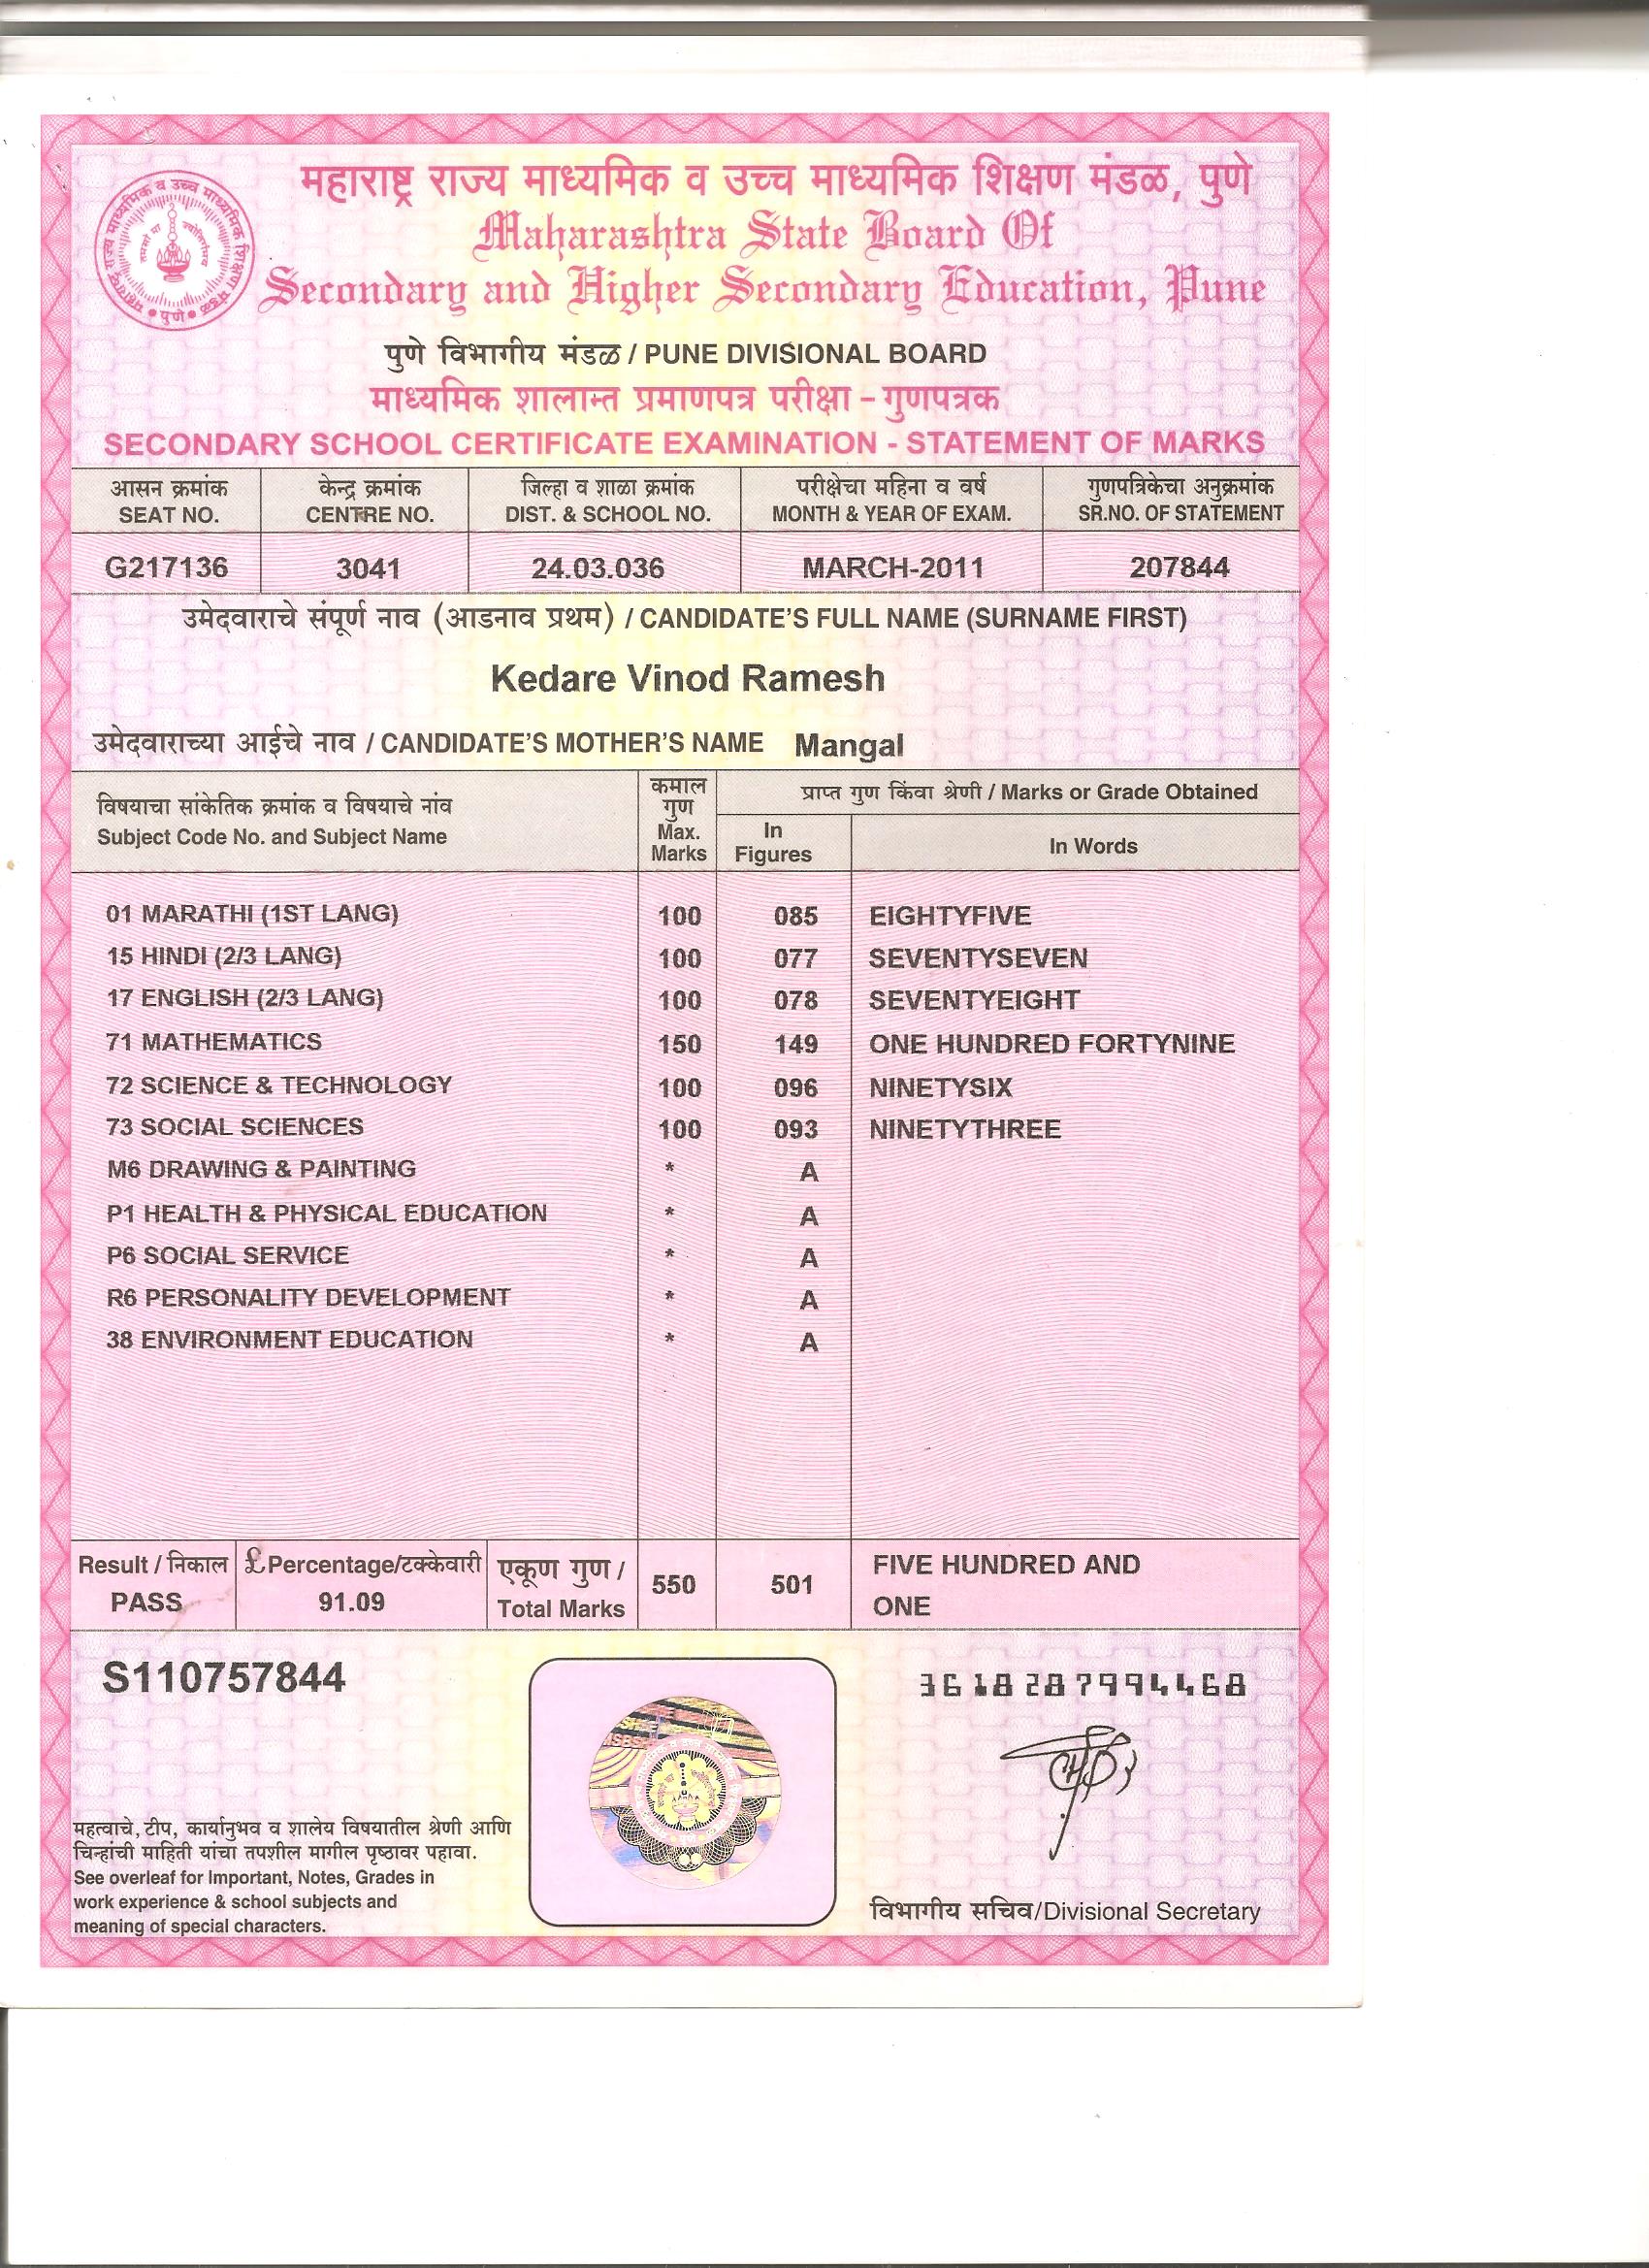 महाराष्ट्र राज्य माध्यमिक व उच्च माध्यमिक शिक्षण मंडळ, पुणे
Maharashtra State Board Of
Secondary and Higher Secondary Education, Pune
पुणे विभागीय मंडळ / PUNE DIVISIONAL BOARD
माध्यमिक शालान्त प्रमाणपत्र परीक्षा - गुणपत्रक
SECONDARY SCHOOL CERTIFICATE EXAMINATION - STATEMENT OF MARKS
आसन क्रमांक केन्द्र क्रमांक जिल्हा व शाळा क्रमांक परीक्षेचा महिना व वर्ष गुणपत्रिकेचा अनुक्रमांक
SEAT NO. CENTRE NO. DIST. & SCHOOL NO. MONTH & YEAR OF EXAM. SR.NO. OF STATEMENT
G217136 3041 24.03.036 MARCH-2011 207844
उमेदवाराचे संपूर्ण नाव (आडनाव प्रथम) / CANDIDATE'S FULL NAME (SURNAME FIRST)
Kedare Vinod Ramesh
उमेदवाराच्या आईचे नाव / CANDIDATE'S MOTHER'S NAME Mangal
विषयाचा सांकेतिक क्रमांक व विषयाचे नांव
Subject Code No. and Subject Name
कमाल
गुण
Max.
Marks
प्राप्त गुण किंवा श्रेणी / Marks or Grade Obtained
In
Figures
In Words
01 MARATHI (1ST LANG) 100 085 EIGHTYFIVE
15 HINDI (2/3 LANG) 100 077 SEVENTYSEVEN
17 ENGLISH (2/3 LANG) 100 078 SEVENTYEIGHT
71 MATHEMATICS 150 149 ONE HUNDRED FORTYNINE
72 SCIENCE & TECHNOLOGY 100 096 NINETYSIX
73 SOCIAL SCIENCES 100 093 NINETYTHREE
M6 DRAWING & PAINTING * A
P1 HEALTH & PHYSICAL EDUCATION * A
P6 SOCIAL SERVICE * A
R6 PERSONALITY DEVELOPMENT * A
38 ENVIRONMENT EDUCATION * A
Result / निकाल
PASS
£ Percentage/टक्केवारी
91.09
एकूण गुण /
Total Marks
550 501
FIVE HUNDRED AND
ONE
S110757844
3618287994468
महत्वाचे, टीप, कार्यानुभव व शालेय विषयातील श्रेणी आणि
चिन्हांची माहिती यांचा तपशील मागील पृष्ठावर पहावा.
See overleaf for Important, Notes, Grades in
work experience & school subjects and
meaning of special characters.
विभागीय सचिव/Divisional Secretary